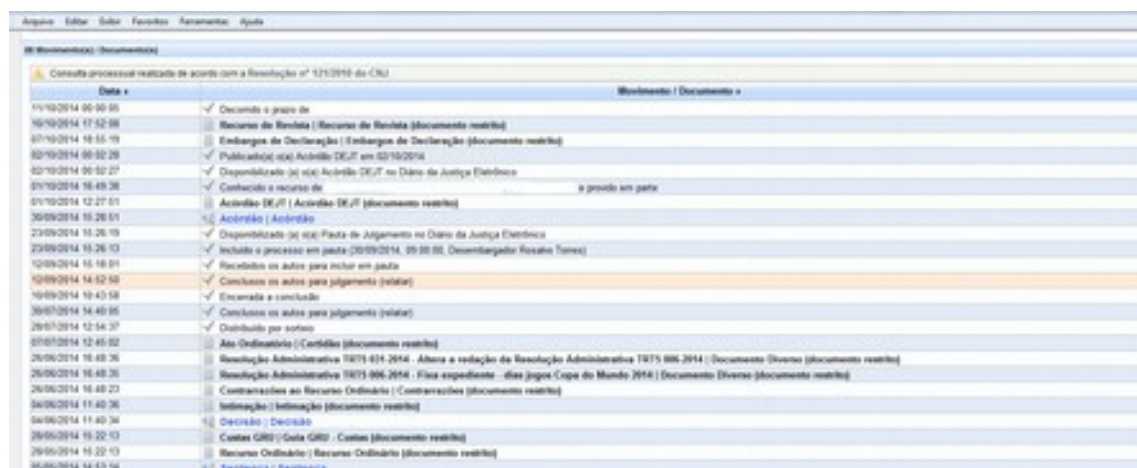 Arquivo Editar Exibir Favoritos Ferramentas Ajuda
Movimento(s) / Documento(s)
Consulta processual realizada de acordo com a Resolução nº 121/2010 do CNJ
Data Movimento / Documento
11/10/2014 00:00:05 Decorrido o prazo de
10/10/2014 17:52:08 Recurso de Revista | Recurso de Revista (documento restrito)
07/10/2014 18:55:19 Embargos de Declaração | Embargos de Declaração (documento restrito)
02/10/2014 00:02:28 Publicado(a) o(a) Acórdão DEJT em 02/10/2014
02/10/2014 00:02:27 Disponibilizado (a) o(a) Acórdão DEJT no Diário da Justiça Eletrônico
01/10/2014 16:49:38 Conhecido o recurso de e provido em parte
01/10/2014 12:27:51 Acórdão DEJT | Acórdão DEJT (documento restrito)
30/09/2014 15:28:51 Acórdão | Acórdão
23/09/2014 15:26:19 Disponibilizado (a) o(a) Pauta de Julgamento no Diário da Justiça Eletrônico
23/09/2014 15:26:13 Incluído o processo em pauta (30/09/2014, 09:00:00, Desembargador Rosalvo Torres)
12/09/2014 15:18:01 Recebidos os autos para incluir em pauta
12/09/2014 14:52:50 Conclusos os autos para julgamento (relatar)
10/09/2014 10:43:58 Encerrada a conclusão
30/07/2014 14:40:05 Conclusos os autos para julgamento (relatar)
28/07/2014 12:54:37 Distribuído por sorteio
07/07/2014 12:45:02 Ato Ordinatório | Certidão (documento restrito)
26/06/2014 16:48:36 Resolução Administrativa TRT5 031-2014 - Altera a redação da Resolução Administrativa TRT5 006-2014 | Documento Diverso (documento restrito)
26/06/2014 16:48:35 Resolução Administrativa TRT5 006-2014 - Fixa expediente - dias jogos Copa do Mundo 2014 | Documento Diverso (documento restrito)
26/06/2014 16:48:23 Contrarrazões ao Recurso Ordinário | Contrarrazões (documento restrito)
04/06/2014 11:40:36 Intimação | Intimação (documento restrito)
04/06/2014 11:40:34 Decisão | Decisão
28/05/2014 15:22:13 Custas GRU | Guia GRU - Custas (documento restrito)
28/05/2014 15:22:13 Recurso Ordinário | Recurso Ordinário (documento restrito)
Sentença | Sentença